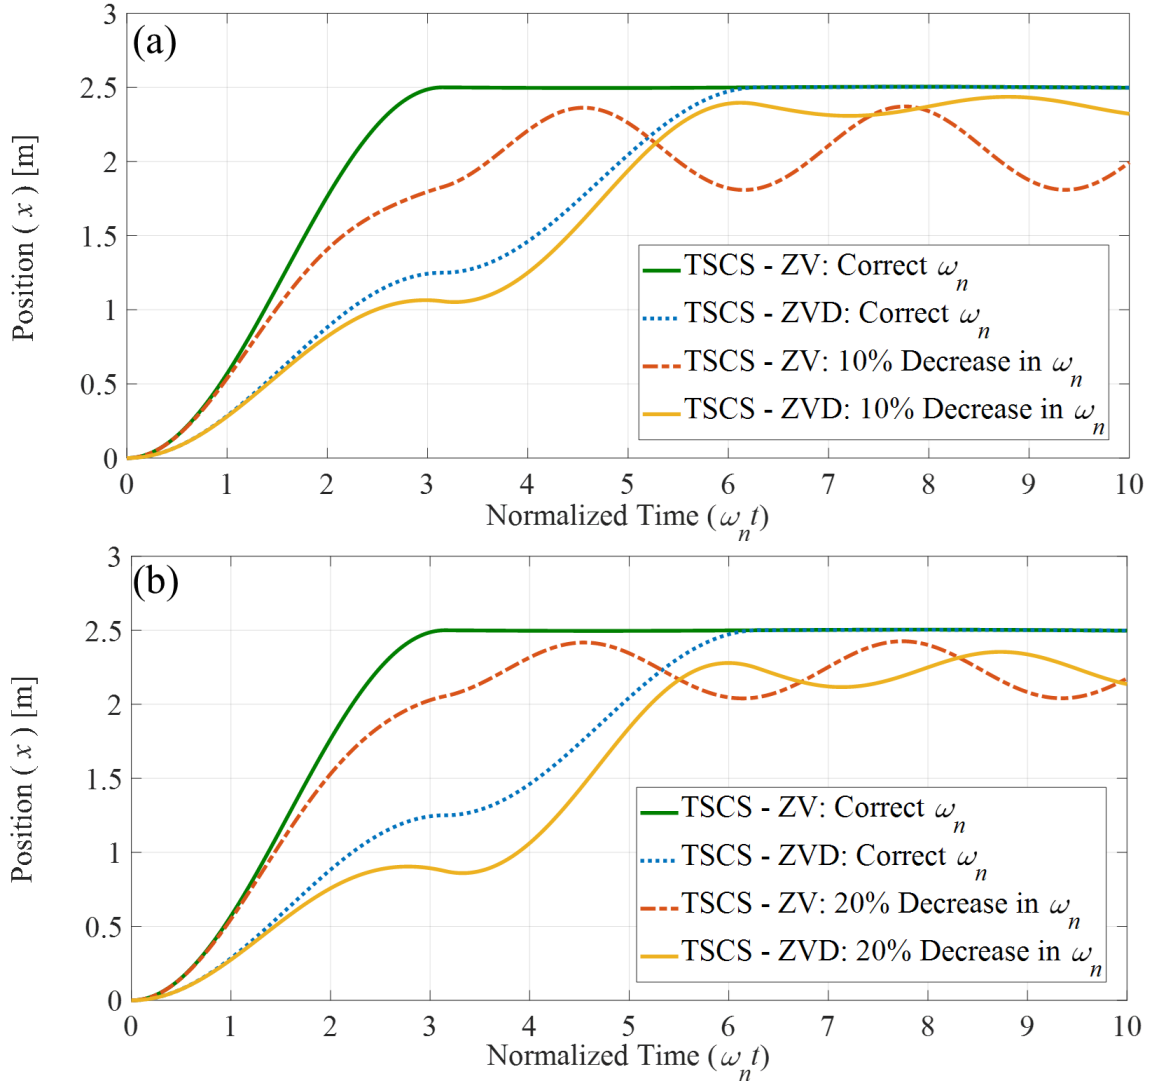 (a)
Position ( x ) [m]
3
2.5
2
1.5
1
0.5
0
0 1 2 3 4 5 6 7 8 9 10
Normalized Time (ωnt)
TSCS - ZV: Correct ωn
TSCS - ZVD: Correct ωn
TSCS - ZV: 10% Decrease in ωn
TSCS - ZVD: 10% Decrease in ωn
(b)
Position ( x ) [m]
3
2.5
2
1.5
1
0.5
0
0 1 2 3 4 5 6 7 8 9 10
Normalized Time (ωnt)
TSCS - ZV: Correct ωn
TSCS - ZVD: Correct ωn
TSCS - ZV: 20% Decrease in ωn
TSCS - ZVD: 20% Decrease in ωn